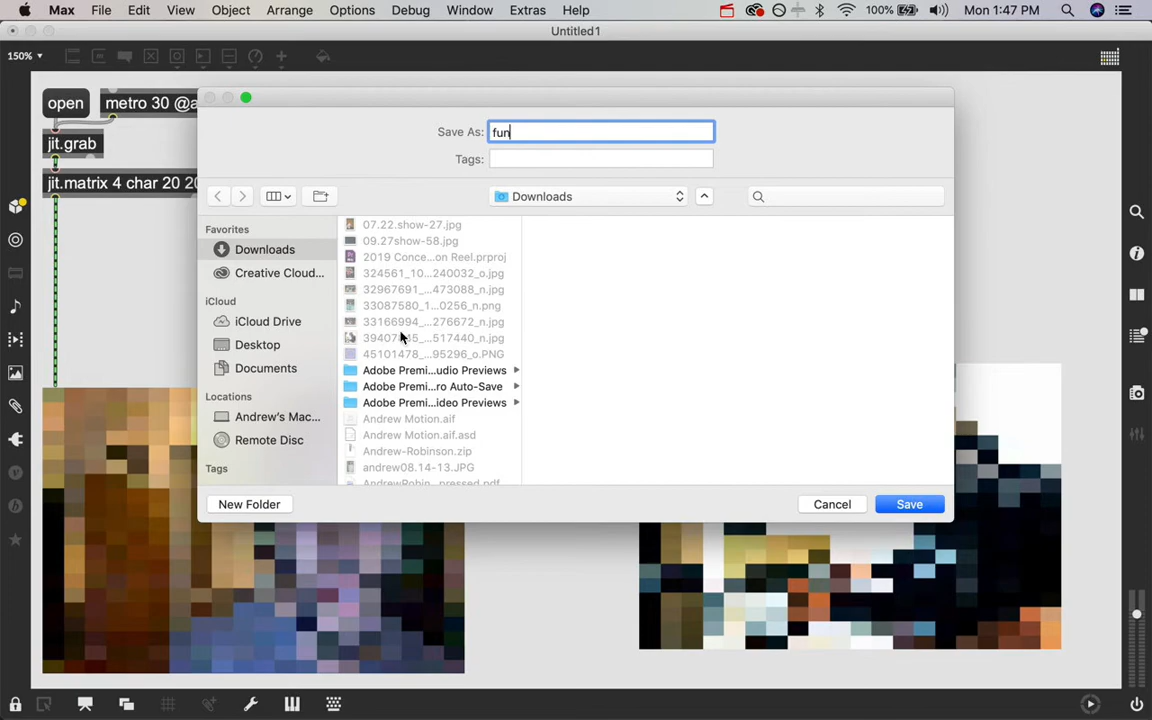 Max File Edit View Object Arrange Options Debug Window Extras Help 100% Mon 1:47 PM
Untitled1
150%
open metro 30 @a
jit.grab
jit.matrix 4 char 20 20
Save As: fun
Tags:
Downloads
Favorites
Downloads
Creative Cloud...
iCloud
iCloud Drive
Desktop
Documents
Locations
Andrew's Mac...
Remote Disc
Tags
07.22.show-27.jpg
09.27show-58.jpg
2019 Conce...on Reel.prproj
324561_10...240032_o.jpg
32967691_...473088_n.jpg
33087580_1...0256_n.png
33166994_...276672_n.jpg
45101478_...95296_o.PNG
Adobe Premi...udio Previews
Adobe Premi...ro Auto-Save
Adobe Premi...ideo Previews
Andrew Motion.aif
Andrew Motion.aif.asd
Andrew-Robinson.zip
andrew08.14-13.JPG
AndrewRobin...pressed.pdf
New Folder Cancel Save